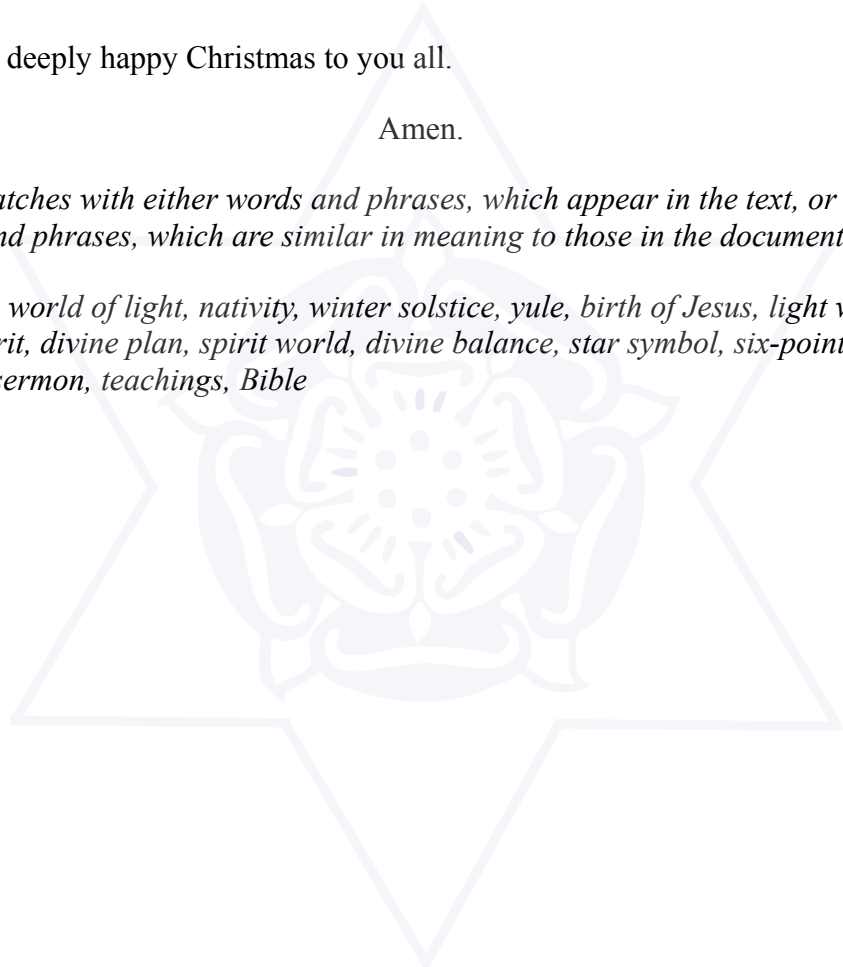 deeply happy Christmas to you all.
Amen.
atches with either words and phrases, which appear in the text, or
nd phrases, which are similar in meaning to those in the document
world of light, nativity, winter solstice, yule, birth of Jesus, light
rit, divine plan, spirit world, divine balance, star symbol, six-point
sermon, teachings, Bible